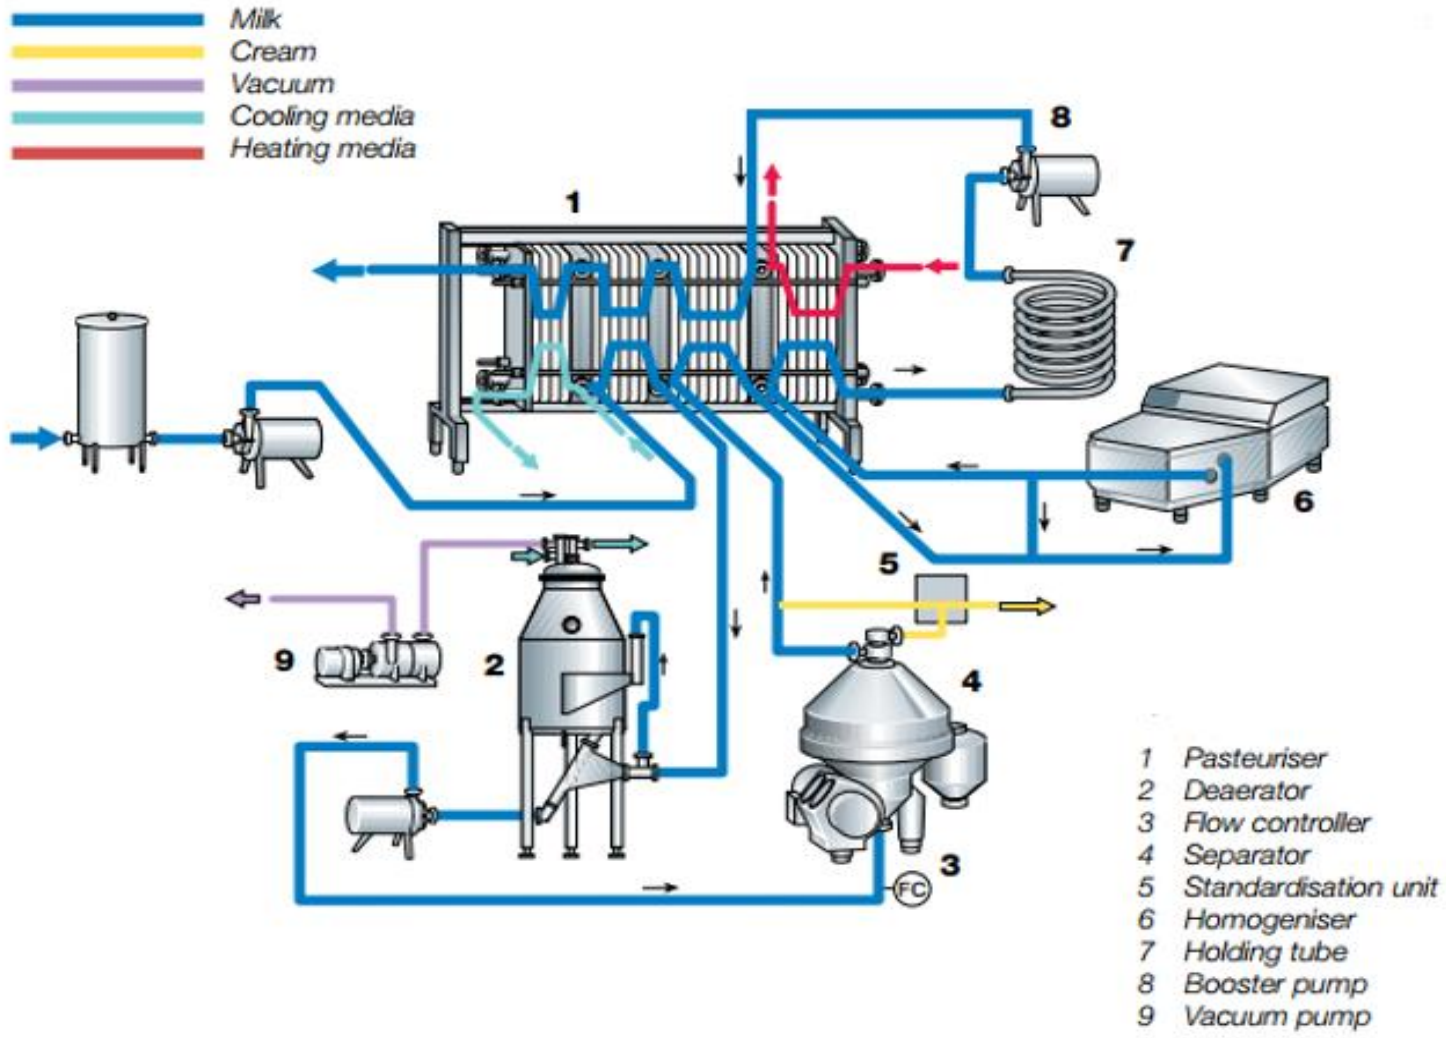 Milk
Cream
Vacuum
Cooling media
Heating media
8
1
7
6
5
2
9
4
3
FC
1 Pasteuriser
2 Deaerator
3 Flow controller
4 Separator
5 Standardisation unit
6 Homogeniser
7 Holding tube
8 Booster pump
9 Vacuum pump